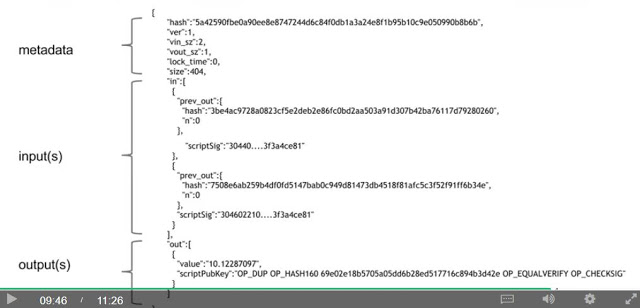 {
metadata
"hash":"5a42590fbe0a90ee8e8747244d6c84f0db1a3a24e8f1b95b10c9e050990b8b6b",
"ver":1,
"vin_sz":2,
"vout_sz":1,
"lock_time":0,
"size":404,
input(s)
"in":[
{
"prev_out":{
"hash":"3be4ac9728a0823cf5e2deb2e86fc0bd2aa503a91d307b42ba76117d79280260",
"n":0
},
"scriptSig":"30440....3f3a4ce81"
},
{
"prev_out":{
"hash":"7508e6ab259b4df0fd5147bab0c949d81473db4518f81afc5c3f52f91ff6b34e",
"n":0
},
"scriptSig":"304602210....3f3a4ce81"
}
],
output(s)
"out":[
{
"value":"10.12287097",
"scriptPubKey":"OP_DUP OP_HASH160 69e02e18b5705a05dd6b28ed517716c894b3d42e OP_EQUALVERIFY OP_CHECKSIG"
}
]
09:46 / 11:26